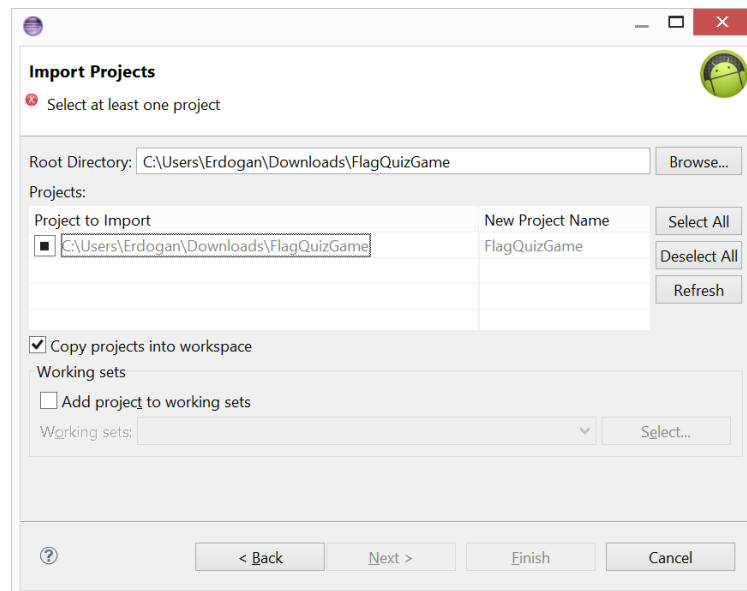 Import Projects
Select at least one project
Root Directory: C:\Users\Erdogan\Downloads\FlagQuizGame Browse...
Projects:
Project to Import New Project Name Select All
C:\Users\Erdogan\Downloads\FlagQuizGame FlagQuizGame
Deselect All
Refresh
Copy projects into workspace
Working sets
Add project to working sets
Working sets: Select...
< Back Next > Finish Cancel